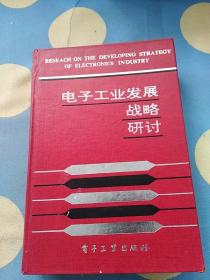 RESEACH ON THE DEVELOPING STRATEGY
OF ELECTRONICS INDUSTRY
电子工业发展
战略
研讨
电子工业出版社